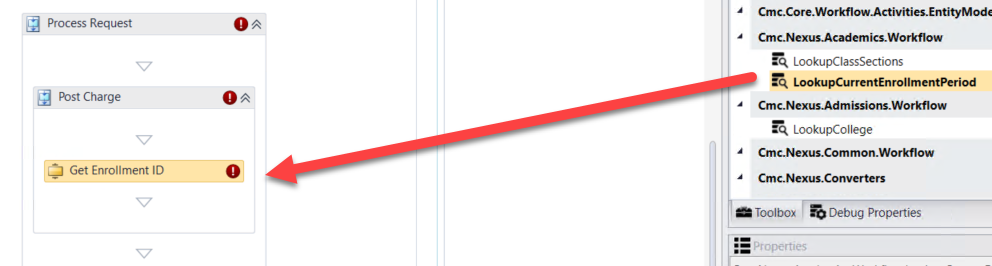 Process Request
Post Charge
Get Enrollment ID
Cmc.Core.Workflow.Activities.EntityMode
Cmc.Nexus.Academics.Workflow
LookupClassSections
LookupCurrentEnrollmentPeriod
Cmc.Nexus.Admissions.Workflow
LookupCollege
Cmc.Nexus.Common.Workflow
Cmc.Nexus.Converters
Toolbox Debug Properties
Properties